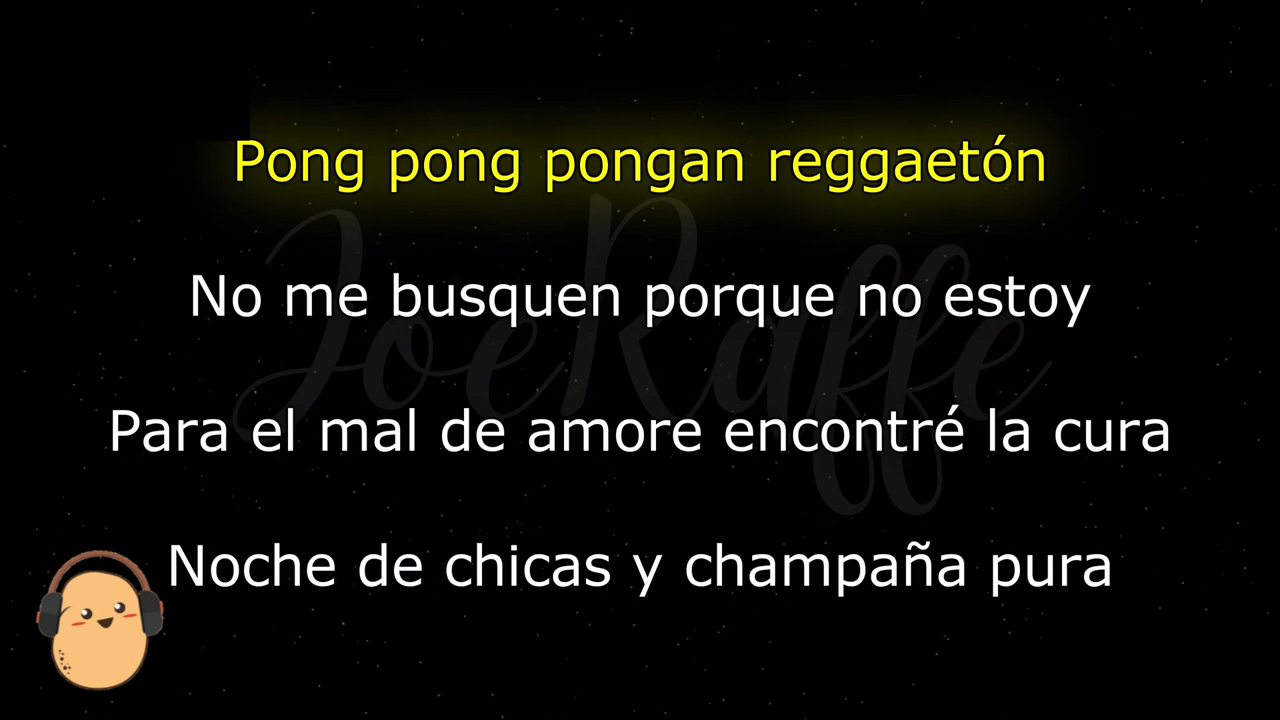 Pong pong pongan reggaetón
No me busquen porque no estoy
JoeRaffe
Para el mal de amore encontré la cura
Noche de chicas y champaña pura